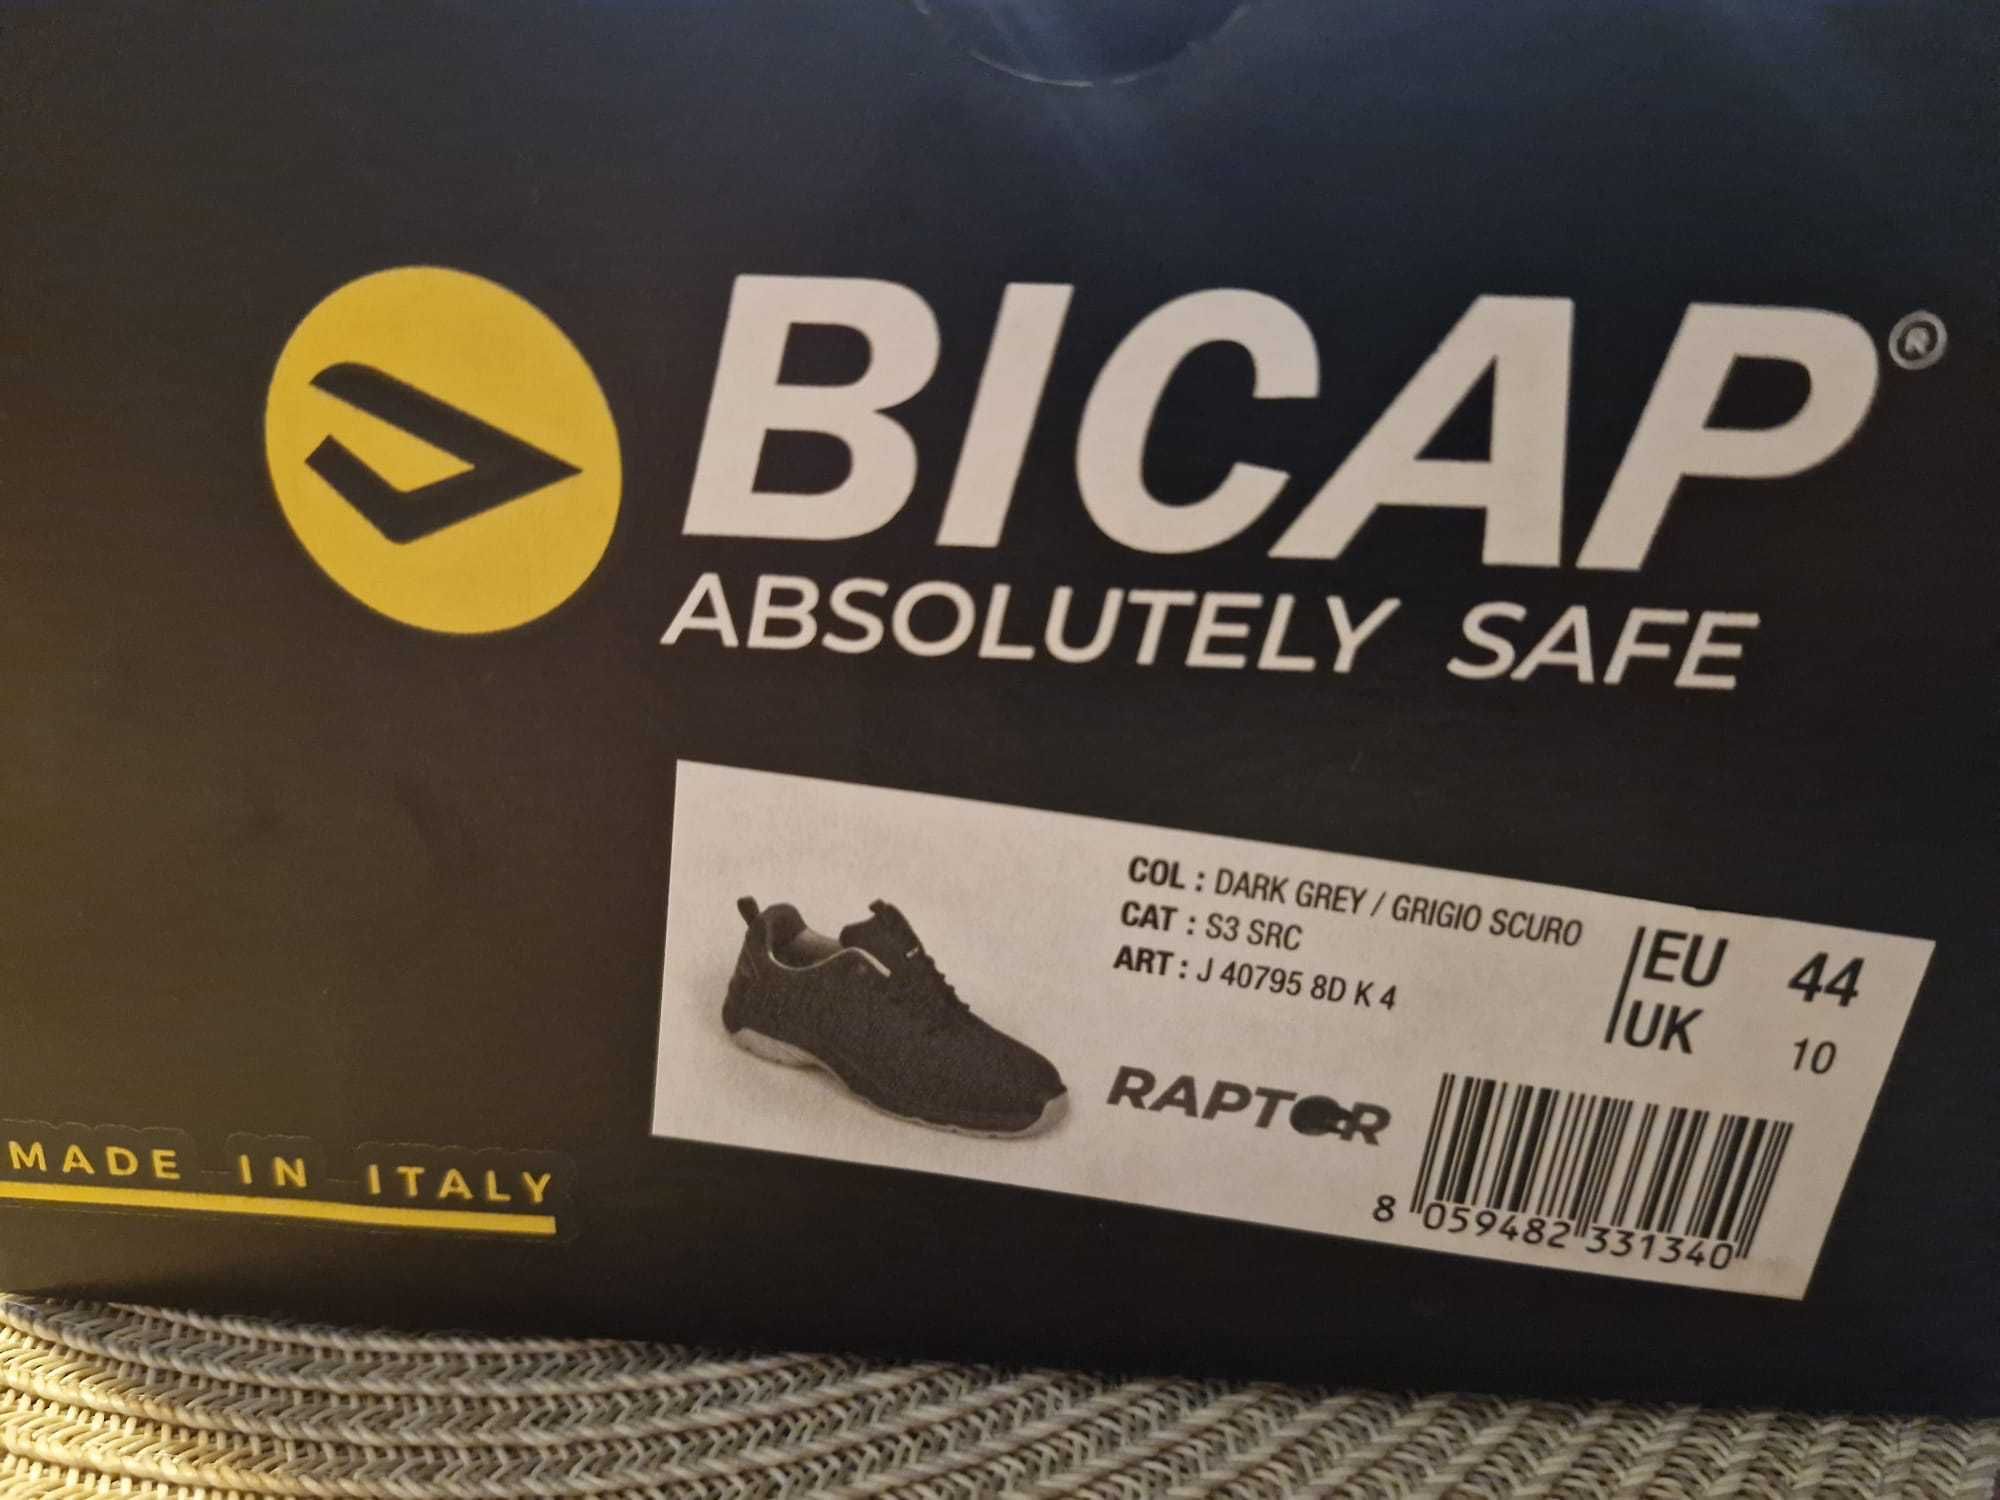 BICAP®
ABSOLUTELY SAFE
COL : DARK GREY / GRIGIO SCURO
CAT : S3 SRC
ART : J 40795 8D K 4
EU 44
UK 10
RAPTOR
8 059482 331340
MADE IN ITALY